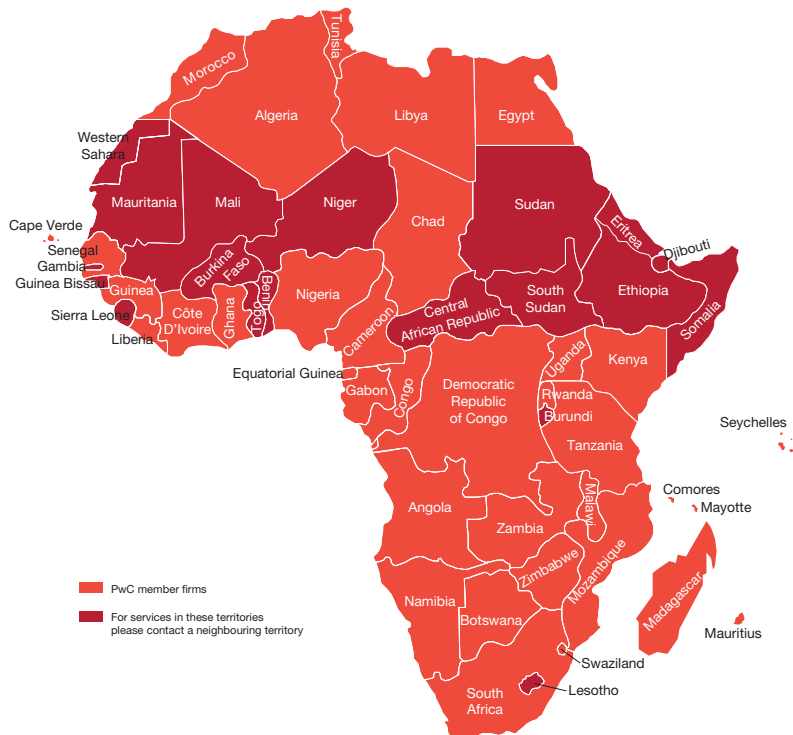 Tunisia
Morocco
Algeria
Libya
Egypt
Western
Sahara
Mauritania
Mali
Niger
Chad
Sudan
Eritrea
Djibouti
Cape Verde
Senegal
Gambia
Guinea Bissau
Guinea
Sierra Leone
Liberia
Côte
D'Ivoire
Burkina
Faso
Ghana
Togo
Benin
Nigeria
Cameroon
Central
African Republic
South
Sudan
Ethiopia
Somalia
Equatorial Guinea
Gabon
Congo
Democratic
Republic
of Congo
Uganda
Kenya
Rwanda
Burundi
Tanzania
Seychelles
Comores
Mayotte
Angola
Zambia
Malawi
Mozambique
Zimbabwe
Madagascar
Mauritius
Namibia
Botswana
Swaziland
Lesotho
South
Africa
PwC member firms
For services in these territories
please contact a neighbouring territory